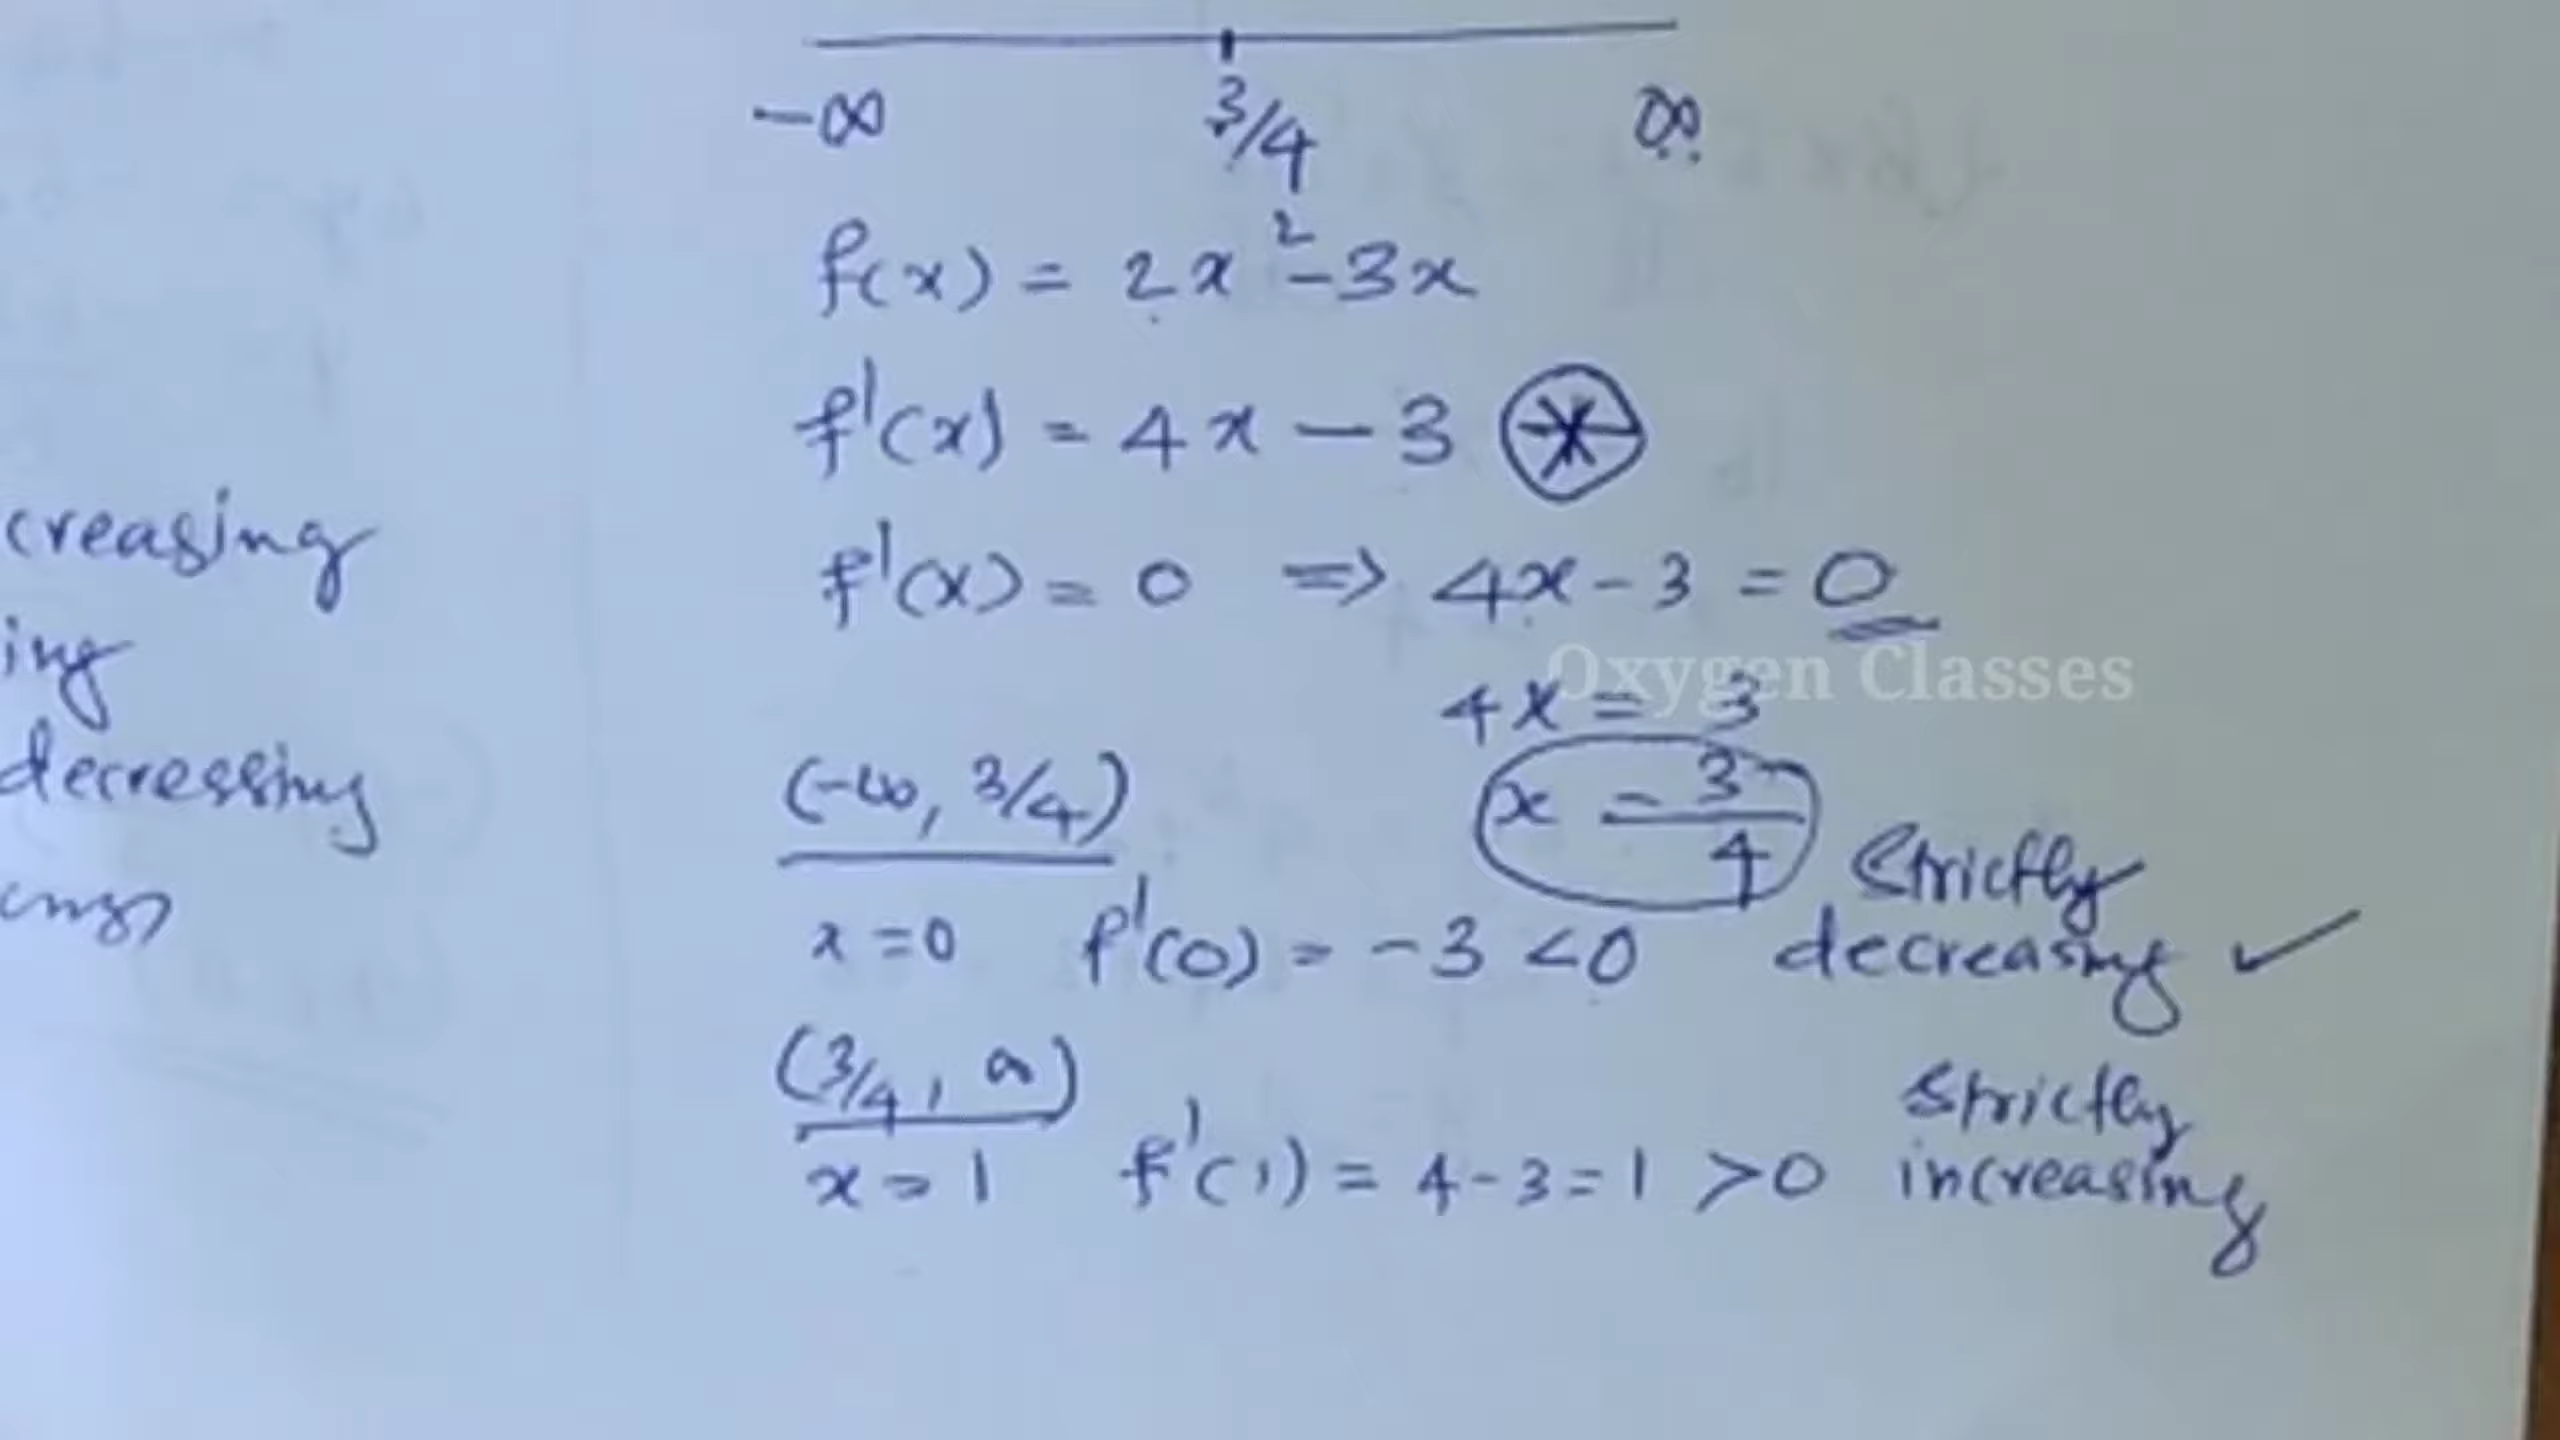 -∞ 3/4 ∞
f(x) = 2x²-3x
f'(x) = 4x - 3 *
creasing
f'(x) = 0 ⇒ 4x - 3 = 0
ing
Oxygen Classes
4x = 3
decressing
(-∞, 3/4)
x = 3/4
Strictly
x = 0 f'(0) = -3 < 0 decreasing ✓
(3/4, ∞)
Strictly
x = 1 f'(1) = 4-3=1 > 0 increasing